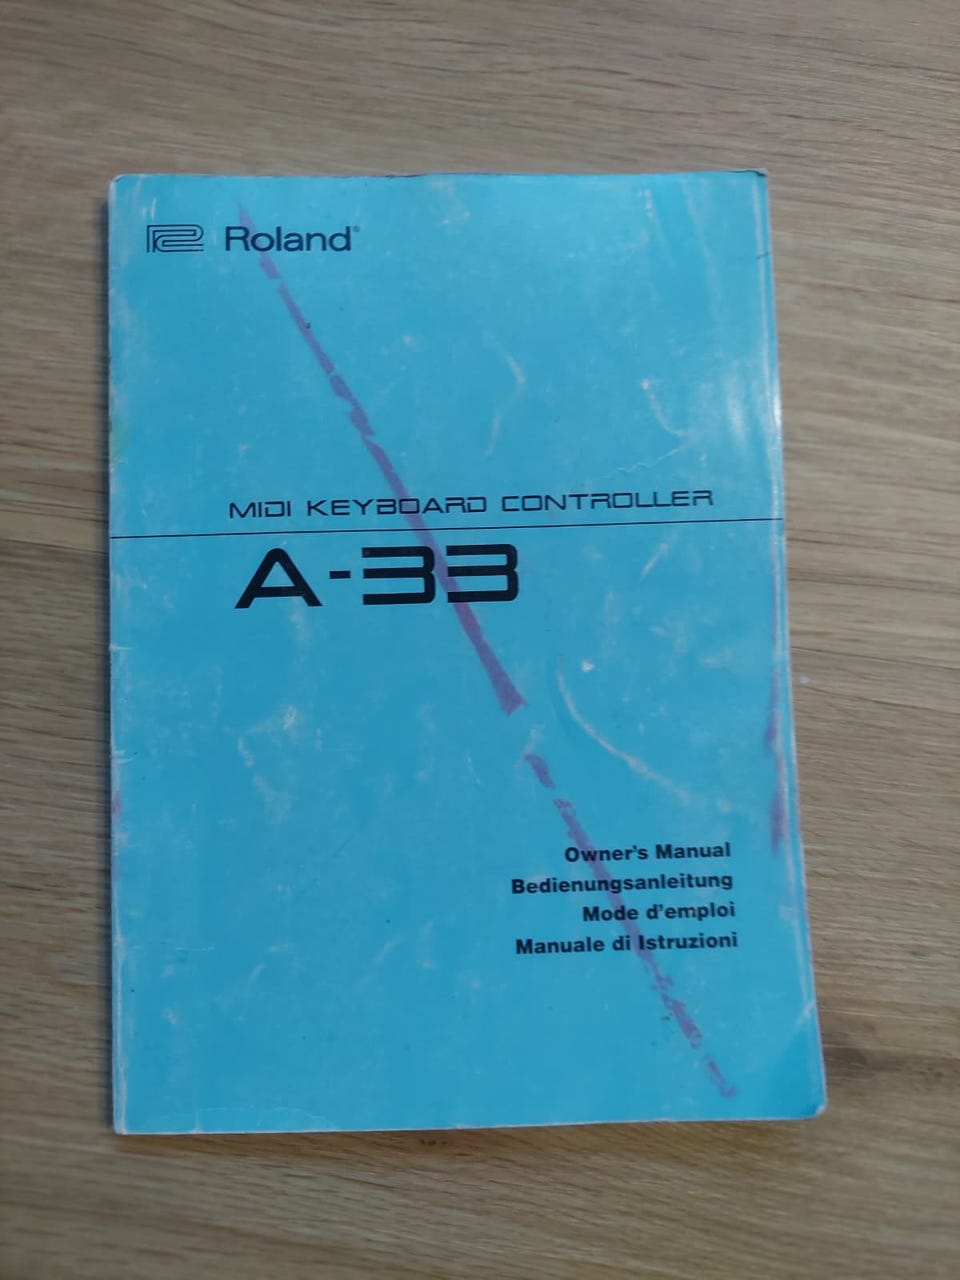 Roland®
MIDI KEYBOARD CONTROLLER
A-33
Owner's Manual
Bedienungsanleitung
Mode d'emploi
Manuale di Istruzioni